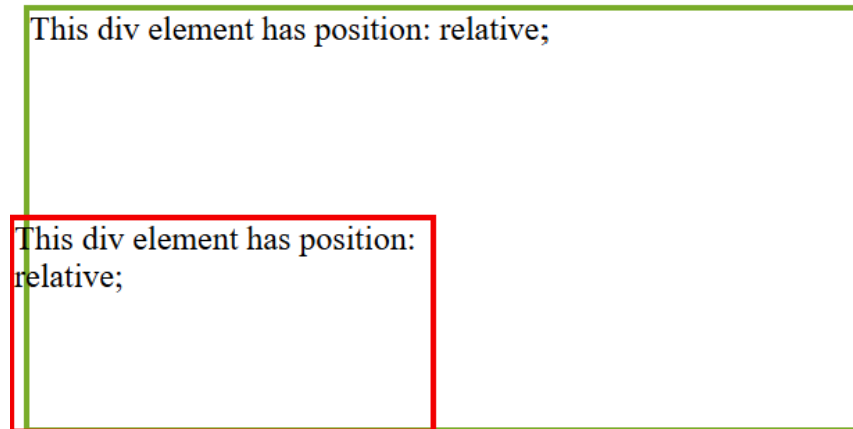 This div element has position: relative;
This div element has position:
relative;